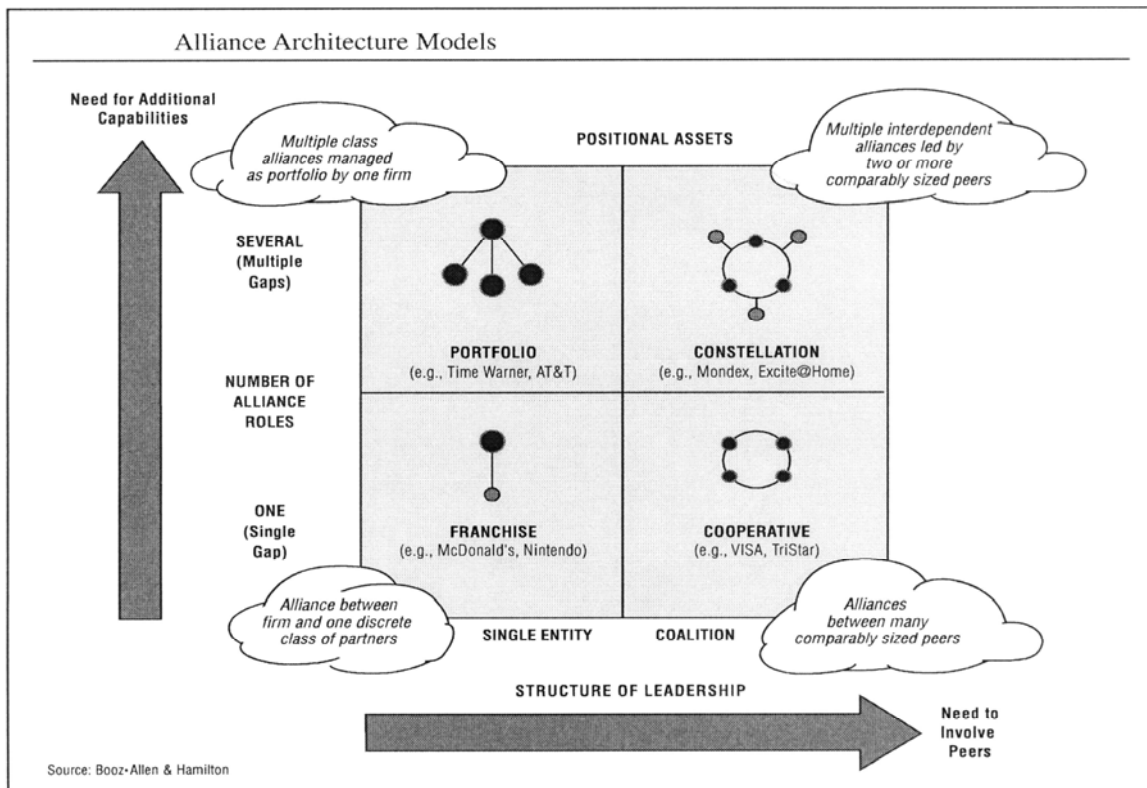 Alliance Architecture Models
Need for Additional
Capabilities
Multiple class
alliances managed
as portfolio by one firm
POSITIONAL ASSETS
Multiple interdependent
alliances led by
two or more
comparably sized peers
SEVERAL
(Multiple
Gaps)
PORTFOLIO
(e.g., Time Warner, AT&T)
CONSTELLATION
(e.g., Mondex, Excite@Home)
NUMBER OF
ALLIANCE
ROLES
ONE
(Single
Gap)
FRANCHISE
(e.g., McDonald's, Nintendo)
COOPERATIVE
(e.g., VISA, TriStar)
Alliance between
firm and one discrete
class of partners
SINGLE ENTITY
COALITION
Alliances
between many
comparably sized peers
STRUCTURE OF LEADERSHIP
Need to
Involve
Peers
Source: Booz•Allen & Hamilton